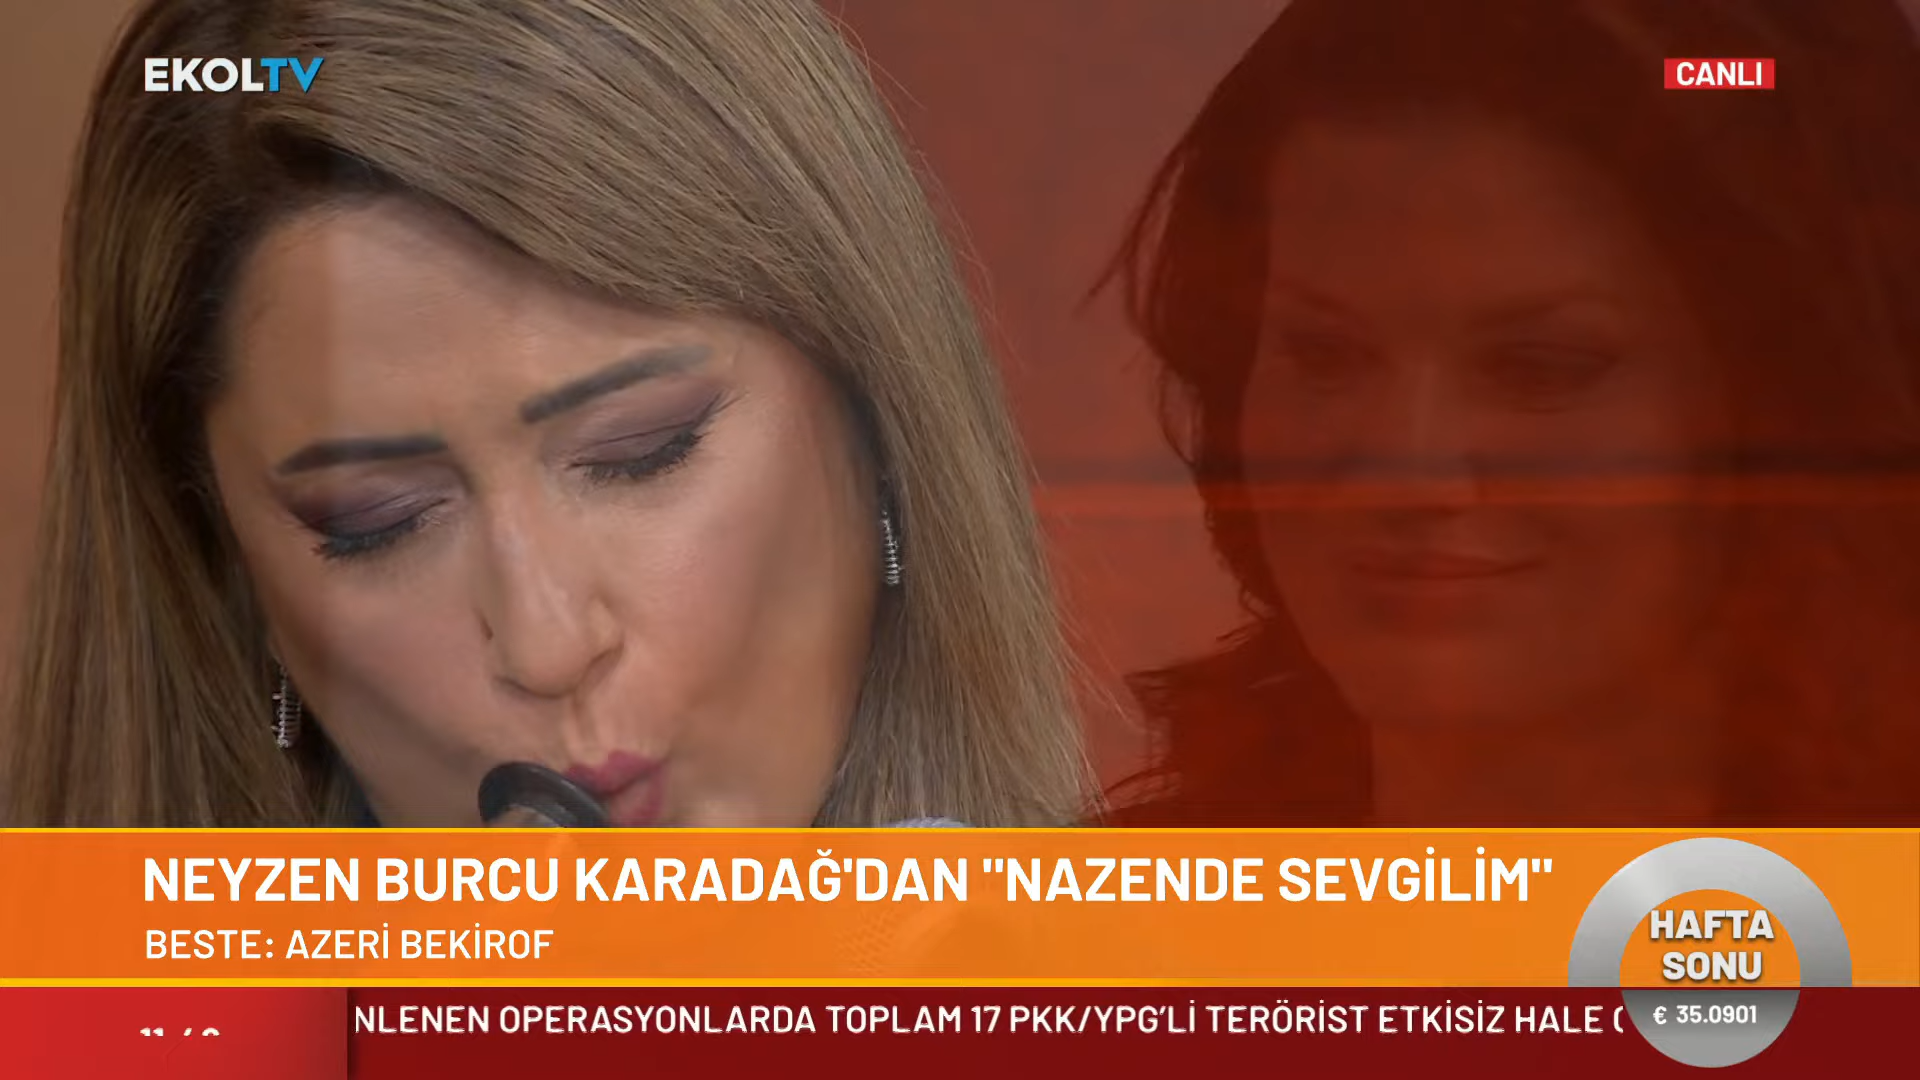 EKOLTV
CANLI
NEYZEN BURCU KARADAĞ'DAN "NAZENDE SEVGİLİM"
BESTE: AZERİ BEKİROF
HAFTA
SONU
NLENEN OPERASYONLARDA TOPLAM 17 PKK/YPG’Lİ TERÖRİST ETKİSİZ HALE
€ 35.0901